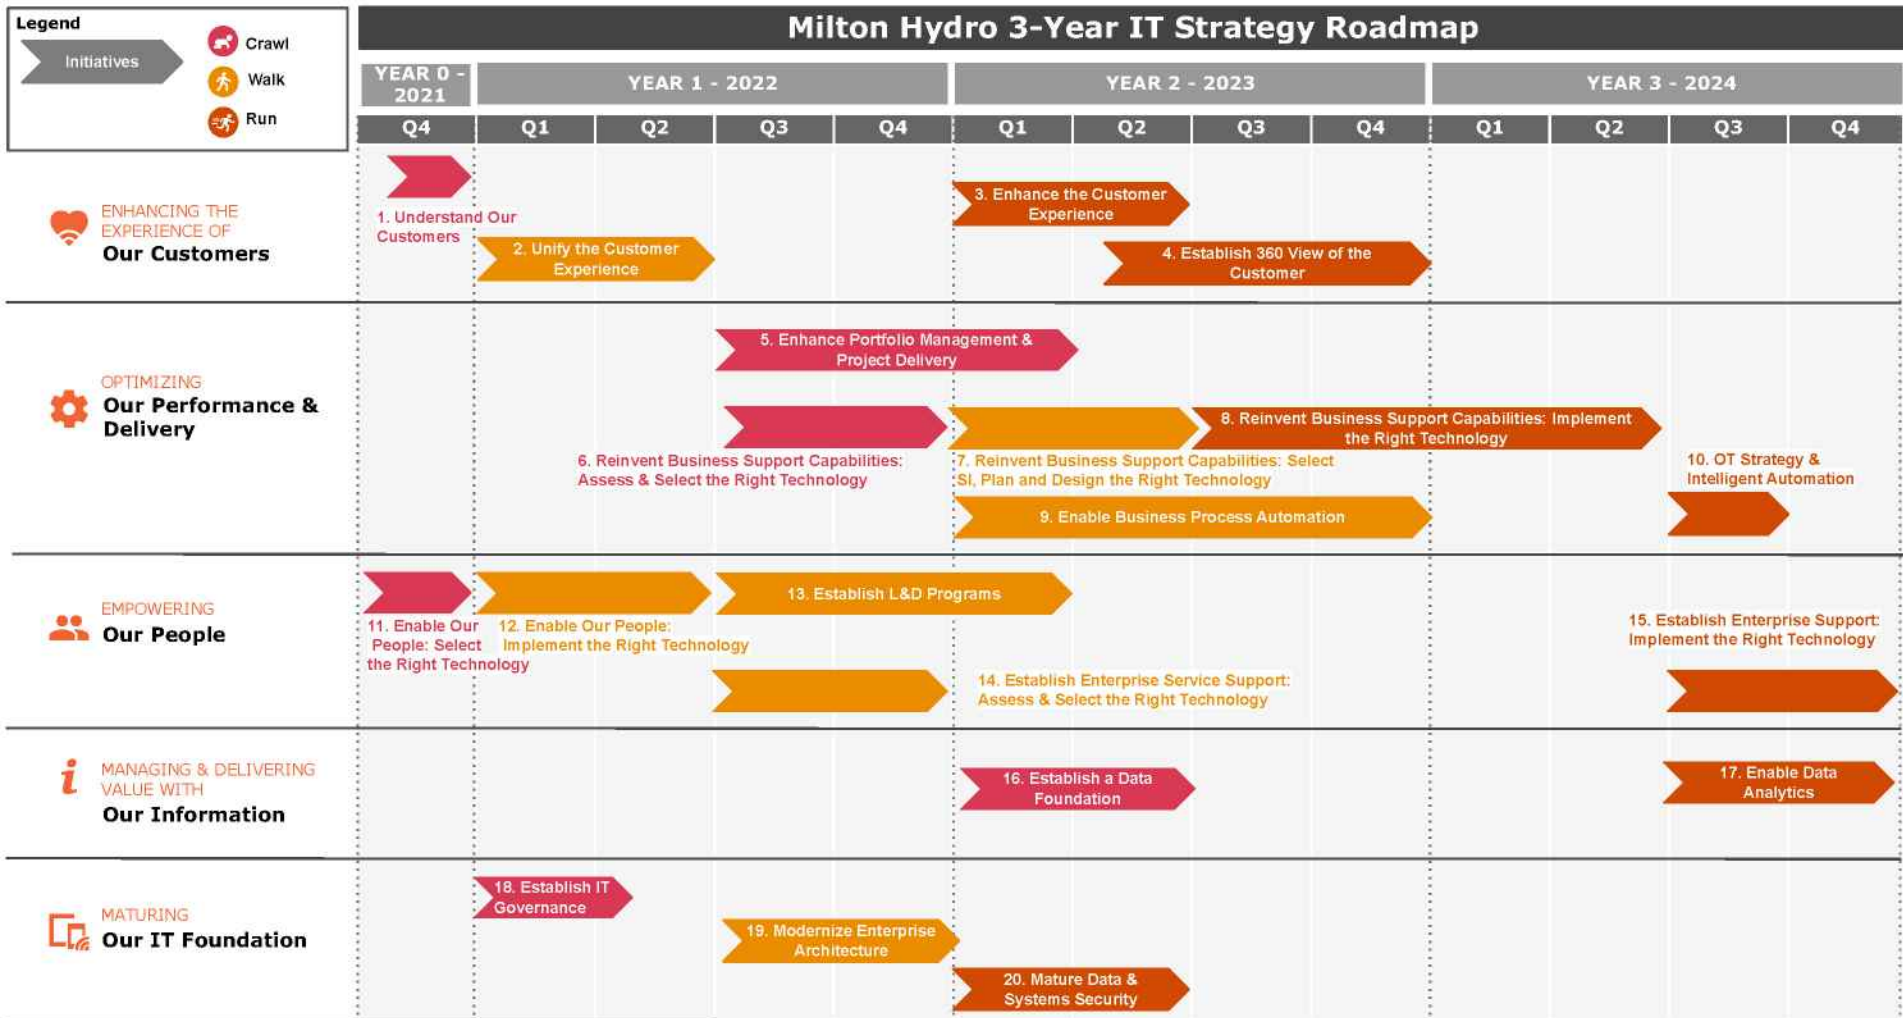 Legend
Initiatives
Crawl
Walk
Run
Milton Hydro 3-Year IT Strategy Roadmap
YEAR 0 -
2021
YEAR 1 - 2022
YEAR 2 - 2023
YEAR 3 - 2024
Q4
Q1
Q2
Q3
Q4
Q1
Q2
Q3
Q4
Q1
Q2
Q3
Q4
ENHANCING THE
EXPERIENCE OF
Our Customers
1. Understand Our
Customers
2. Unify the Customer
Experience
3. Enhance the Customer
Experience
4. Establish 360 View of the
Customer
OPTIMIZING
Our Performance &
Delivery
5. Enhance Portfolio Management &
Project Delivery
6. Reinvent Business Support Capabilities:
Assess & Select the Right Technology
7. Reinvent Business Support Capabilities: Select
SI, Plan and Design the Right Technology
8. Reinvent Business Support Capabilities: Implement
the Right Technology
9. Enable Business Process Automation
10. OT Strategy &
Intelligent Automation
EMPOWERING
Our People
11. Enable Our
People: Select
the Right Technology
12. Enable Our People:
Implement the Right Technology
13. Establish L&D Programs
14. Establish Enterprise Service Support:
Assess & Select the Right Technology
15. Establish Enterprise Support:
Implement the Right Technology
MANAGING & DELIVERING
VALUE WITH
Our Information
16. Establish a Data
Foundation
17. Enable Data
Analytics
MATURING
Our IT Foundation
18. Establish IT
Governance
19. Modernize Enterprise
Architecture
20. Mature Data &
Systems Security